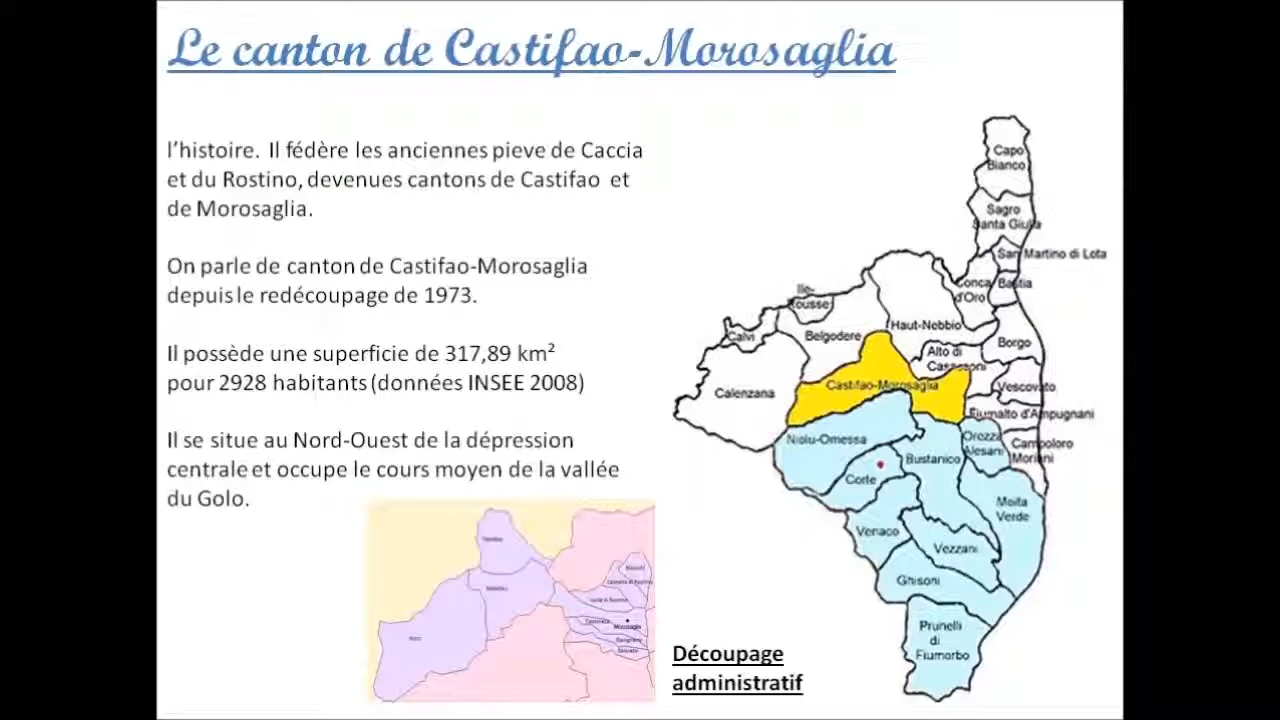 Le canton de Castifao-Morosaglia
l'histoire. Il fédère les anciennes pieve de Caccia
et du Rostino, devenues cantons de Castifao et
de Morosaglia.
On parle de canton de Castifao-Morosaglia
depuis le redécoupage de 1973.
Il possède une superficie de 317,89 km²
pour 2928 habitants (données INSEE 2008)
Il se situe au Nord-Ouest de la dépression
centrale et occupe le cours moyen de la vallée
du Golo.
Capo
Bianco
Sagro
Santa Giulia
San Martino di Lota
Conca
d'Oro
Bastia
Ile-
Rousse
Calvi
Belgodere
Haut-Nebbio
Borgo
Alto di
Casaconi
Calenzana
Castifao-Morosaglia
Vescovato
Fiumalto d'Ampugnani
Niolu-Omessa
Orezza
Alesani
Campoloro
Moriani
Bustanico
Corte
Moita
Verde
Venaco
Vezzani
Ghisoni
Prunelli
di
Fiumorbo
Morosaglia
Découpage
administratif